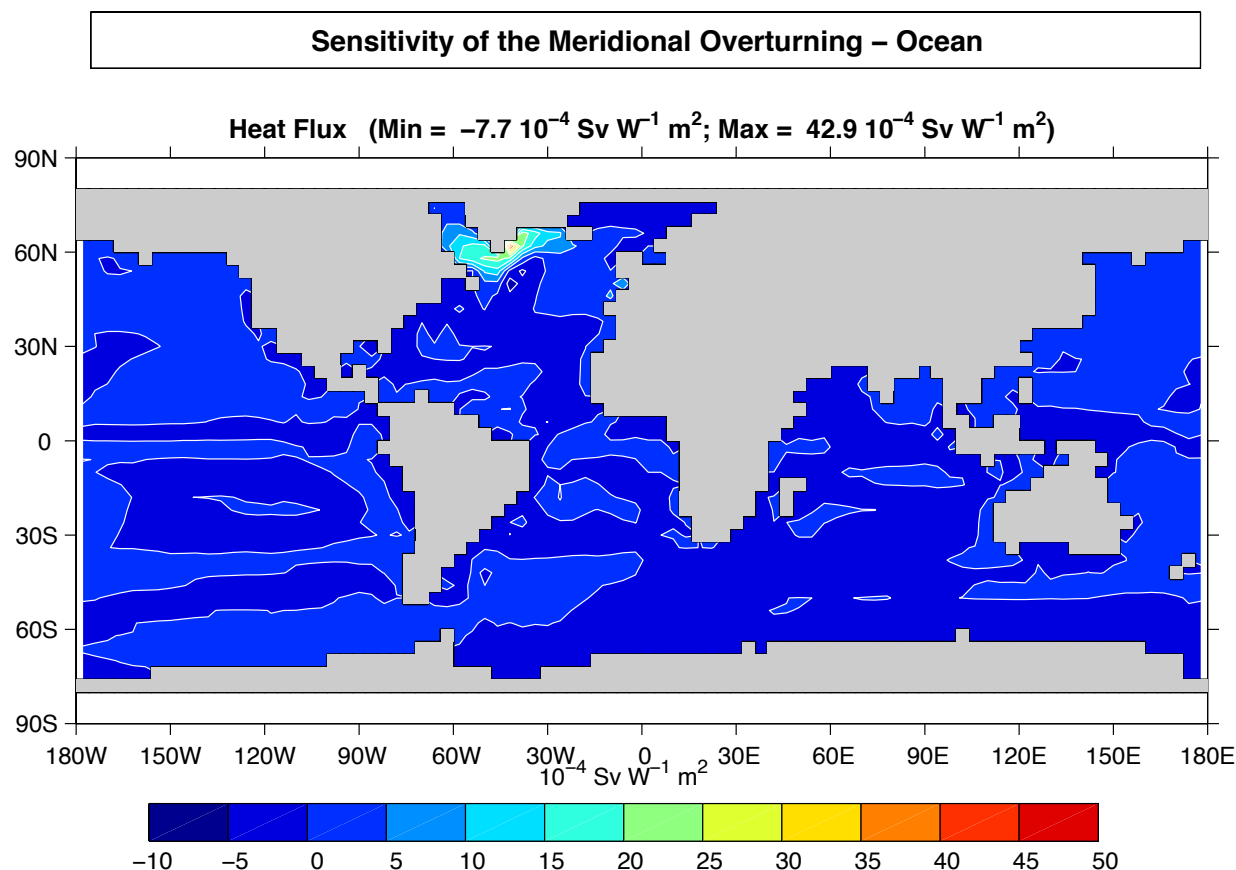 Sensitivity of the Meridional Overturning – Ocean
Heat Flux (Min = −7.7 10⁻⁴ Sv W⁻¹ m²; Max = 42.9 10⁻⁴ Sv W⁻¹ m²)
90N
60N
30N
0
30S
60S
90S
180W 150W 120W 90W 60W 30W 0 30E 60E 90E 120E 150E 180E
10⁻⁴ Sv W⁻¹ m²
−10 −5 0 5 10 15 20 25 30 35 40 45 50